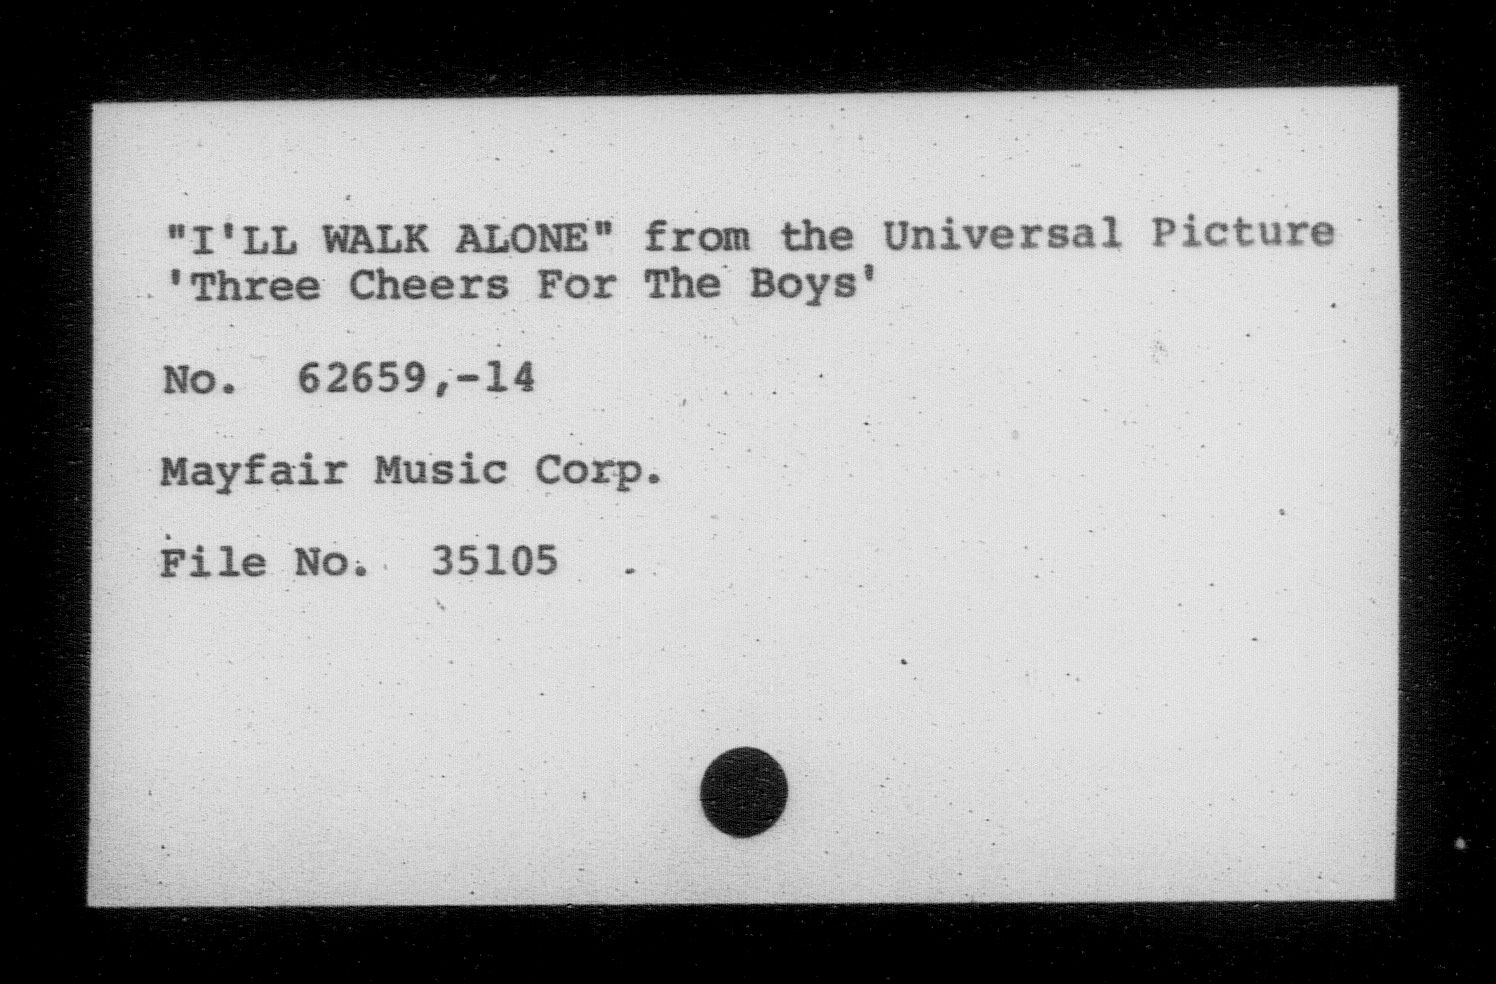 "I'LL WALK ALONE" from the Universal Picture
'Three Cheers For The Boys'
No. 62659,-14
Mayfair Music Corp.
File No. 35105